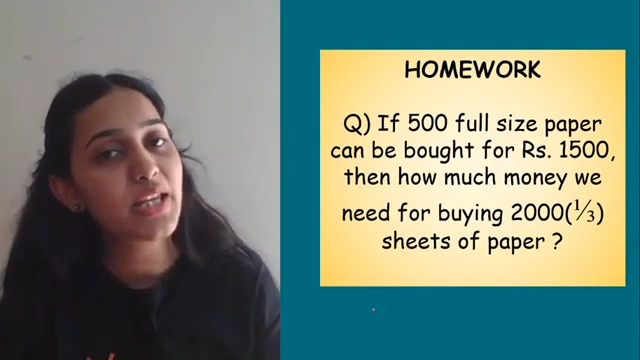 HOMEWORK
Q) If 500 full size paper
can be bought for Rs. 1500,
then how much money we
need for buying 2000(⅓)
sheets of paper ?